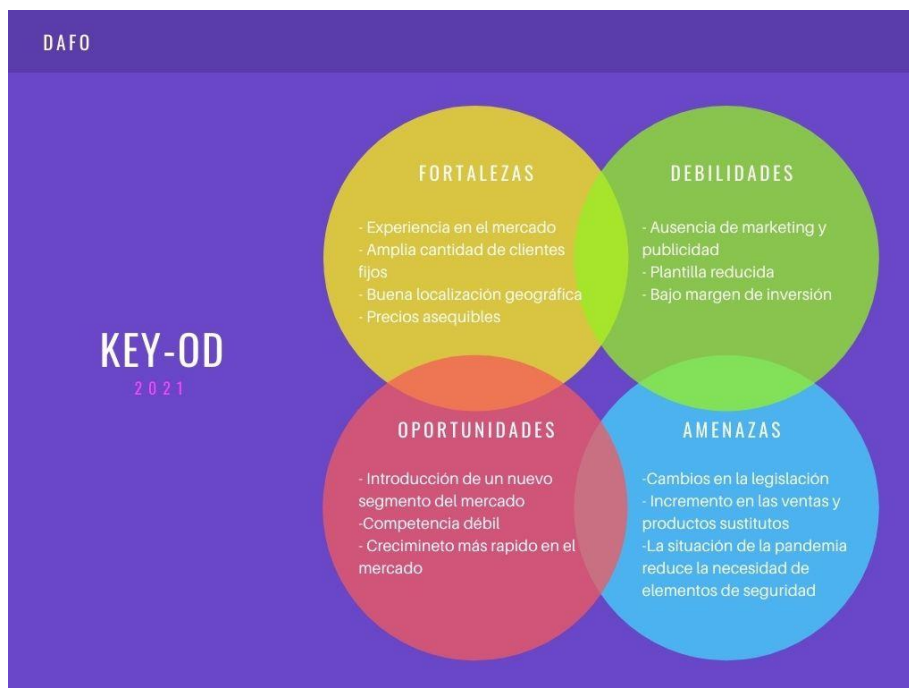 DAFO
KEY-OD
2021
FORTALEZAS
- Experiencia en el mercado
- Amplia cantidad de clientes
fijos
- Buena localización geográfica
- Precios asequibles
DEBILIDADES
- Ausencia de marketing y
publicidad
- Plantilla reducida
- Bajo margen de inversión
OPORTUNIDADES
- Introducción de un nuevo
segmento del mercado
-Competencia débil
- Crecimineto más rapido en el
mercado
AMENAZAS
-Cambios en la legislación
- Incremento en las ventas y
productos sustitutos
-La situación de la pandemia
reduce la necesidad de
elementos de seguridad